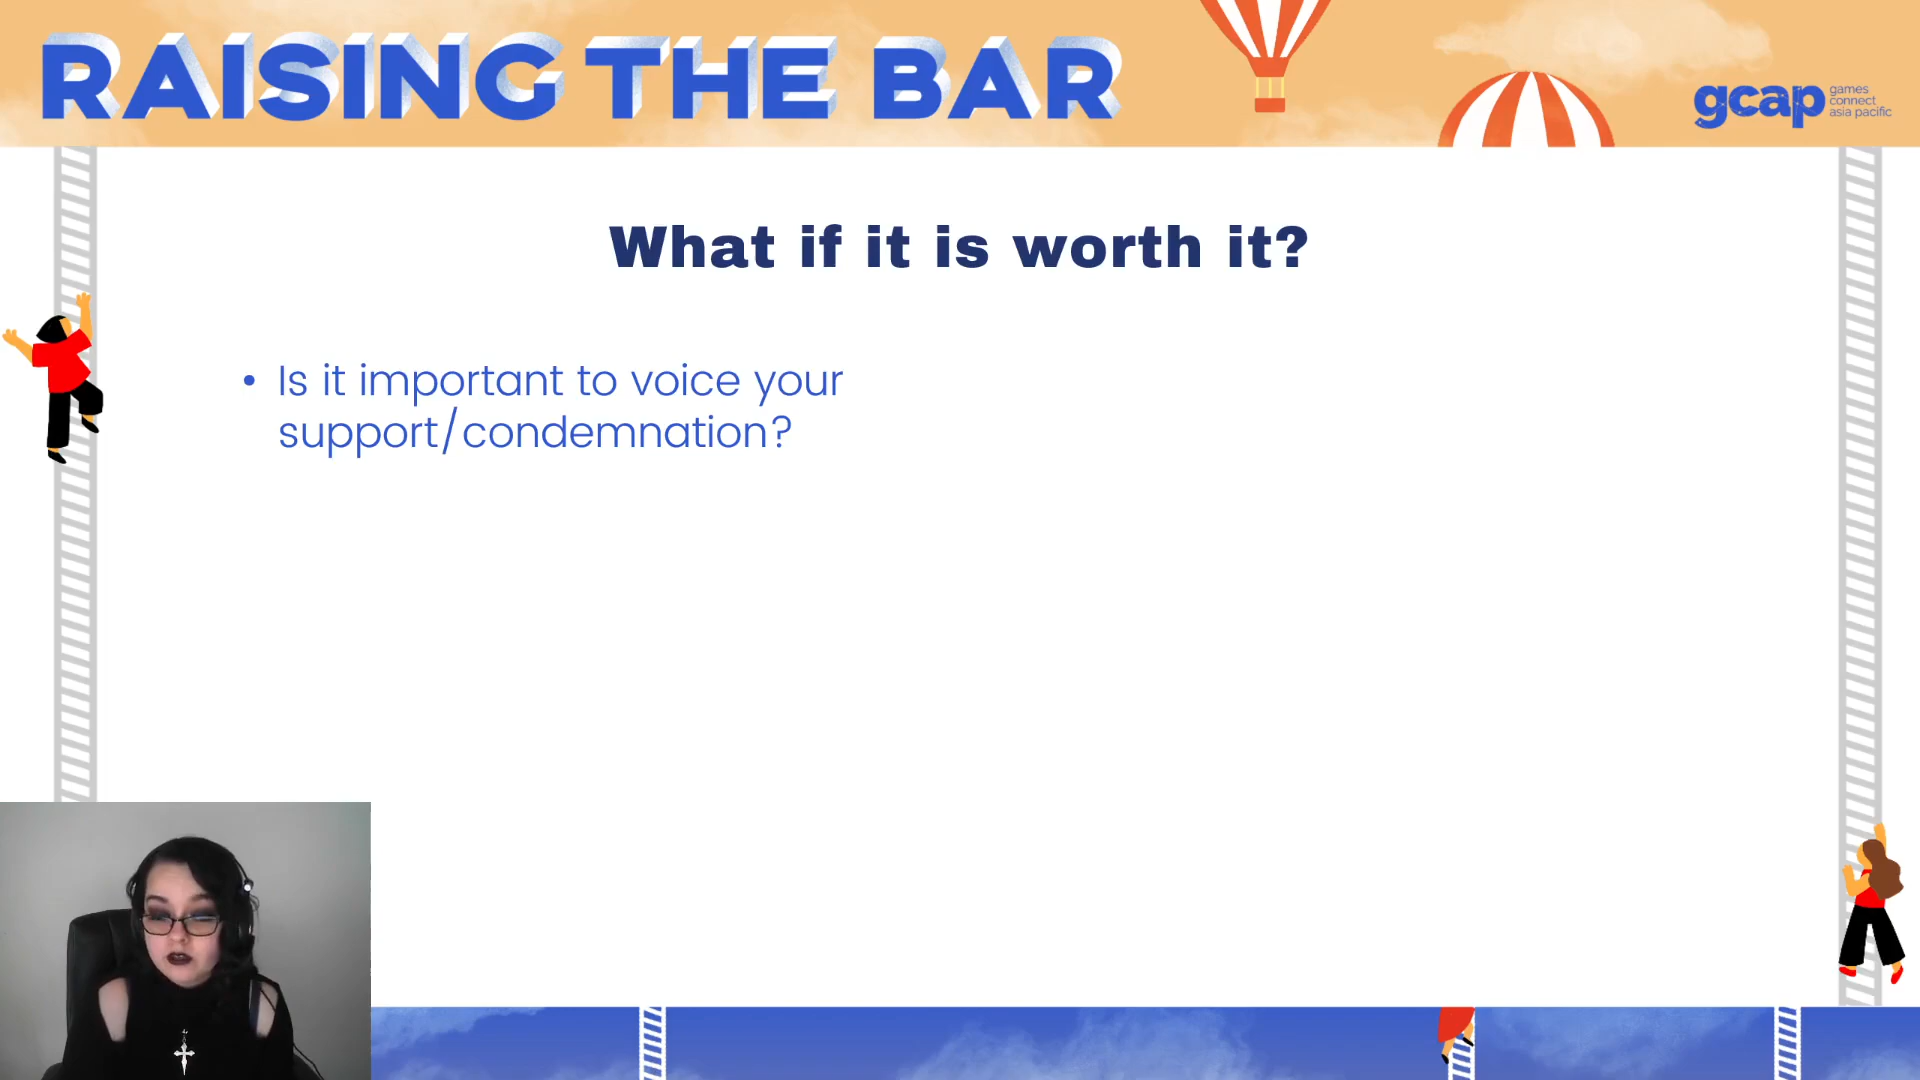 RAISING THE BAR
gcap games
connect
asia pacific
What if it is worth it?
• Is it important to voice your
support/condemnation?